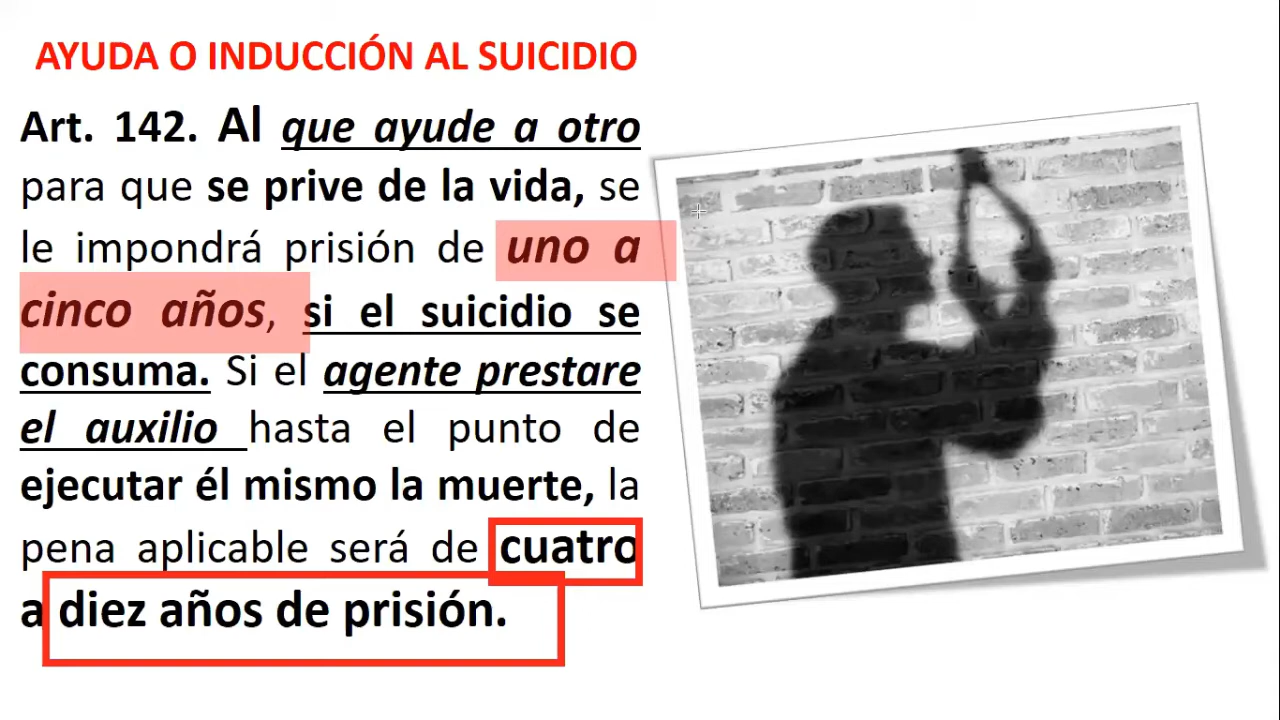 AYUDA O INDUCCIÓN AL SUICIDIO
Art. 142. Al que ayude a otro
para que se prive de la vida, se
le impondrá prisión de uno a
cinco años, si el suicidio se
consuma. Si el agente prestare
el auxilio hasta el punto de
ejecutar él mismo la muerte, la
pena aplicable será de cuatro
a diez años de prisión.